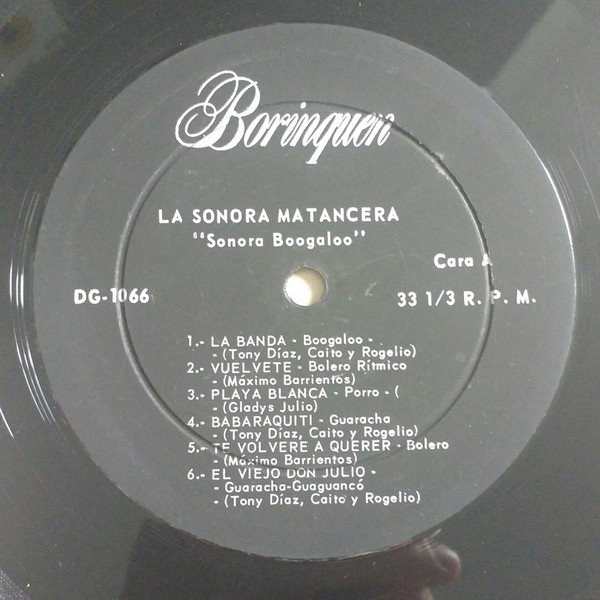 Borinquen
LA SONORA MATANCERA
"Sonora Boogaloo"
Cara A
DG-1066
33 1/3 R. P. M.
1.- LA BANDA - Boogaloo -
- (Tony Díaz, Caito y Rogelio)
2.- VUELVETE - Bolero Rítmico
- (Máximo Barrientos)
3.- PLAYA BLANCA - Porro - (
- (Gladys Julio)
4.- BABARAQUITI - Guaracha
- (Tony Díaz, Caito y Rogelio)
5.- TE VOLVERE A QUERER - Bolero
- (Máximo Barrientos)
6.- EL VIEJO DON JULIO -
- Guaracha-Guaguancó
- (Tony Díaz, Caito y Rogelio)